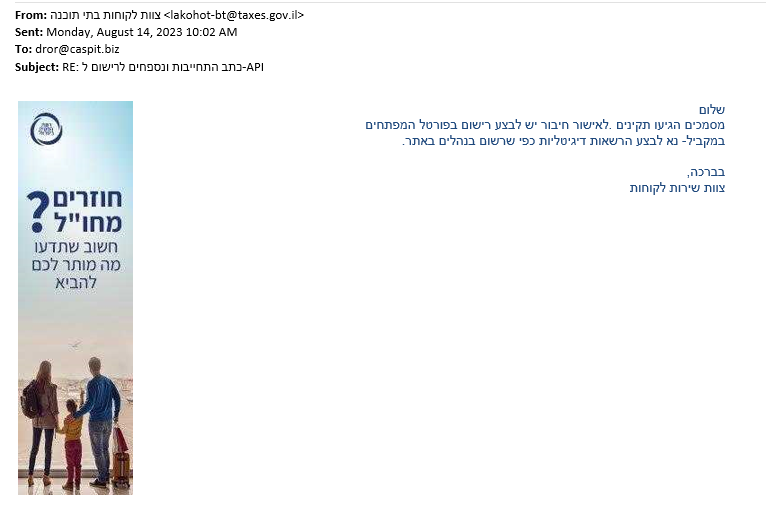 From: צוות לקוחות בתי תוכנה <lakohot-bt@taxes.gov.il>
Sent: Monday, August 14, 2023 10:02 AM
To: dror@caspit.biz
Subject: RE: כתב התחייבות ונספחים לרישום ל-API
שלום
מסמכים הגיעו תקינים .לאישור חיבור יש לבצע רישום בפורטל המפתחים
במקביל- נא לבצע הרשאות דיגיטליות כפי שרשום בנהלים באתר.
בברכה,
צוות שירות לקוחות
חוזרים
מחו"ל?
חשוב שתדעו
מה מותר לכם
להביא